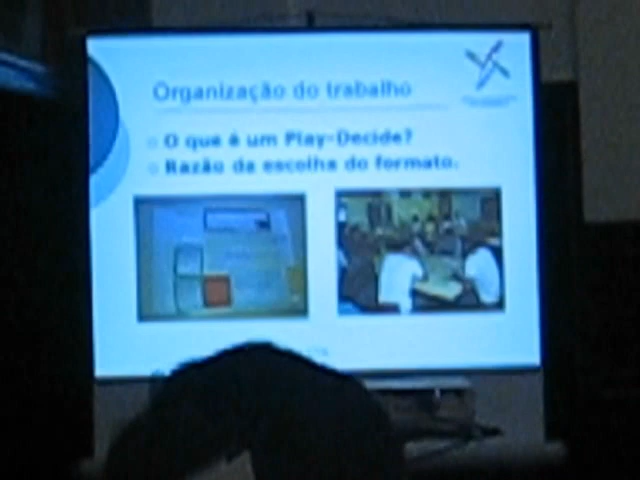 Organização do trabalho
O que é um Play-Decide?
Razão da escolha do formato.